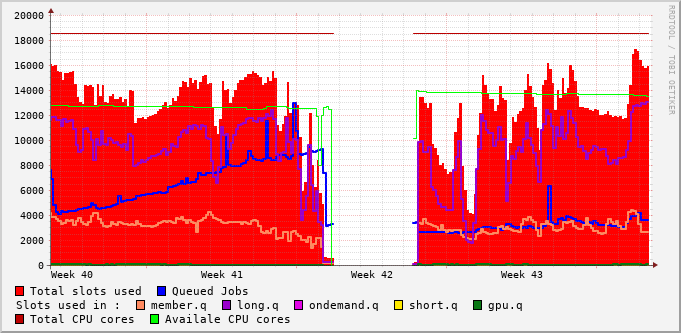 20000
18000
16000
14000
12000
10000
8000
6000
4000
2000
0
Week 40 Week 41 Week 42 Week 43
RRDTOOL / TOBI OETIKER
Total slots used Queued Jobs
Slots used in : member.q long.q ondemand.q short.q gpu.q
Total CPU cores Availale CPU cores